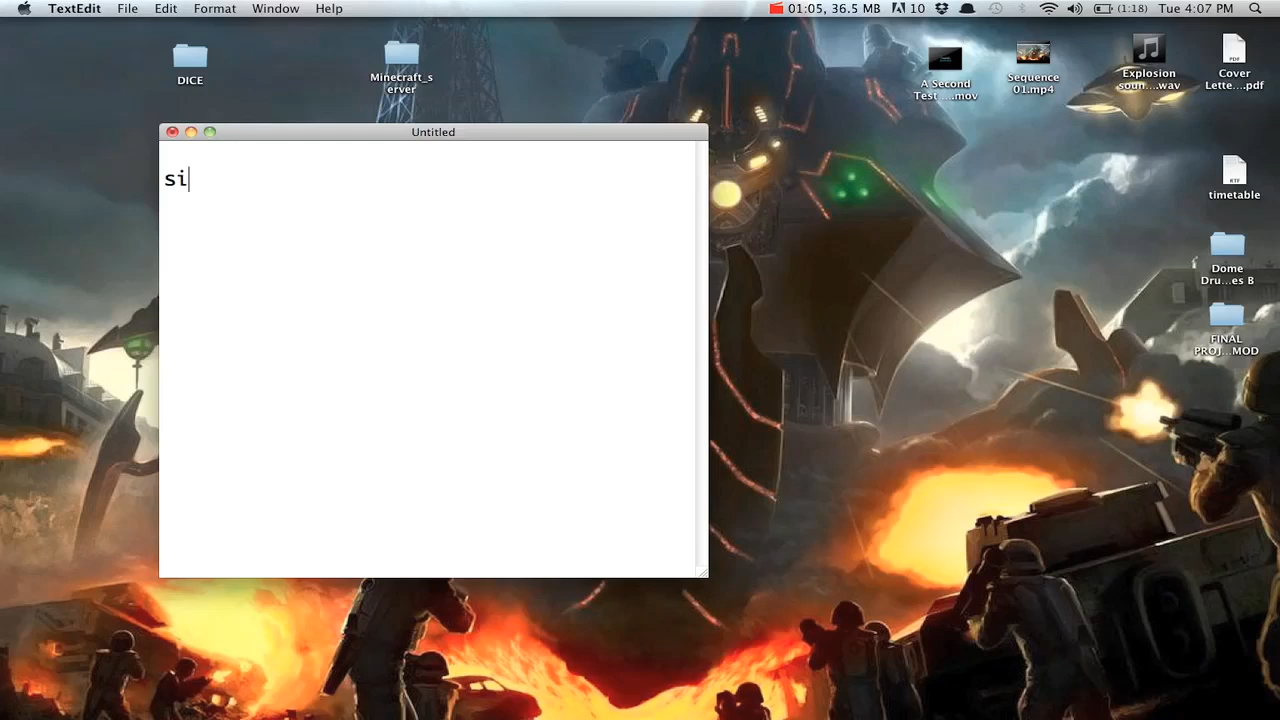 TextEdit File Edit Format Window Help 01:05, 36.5 MB 10 (1:18) Tue 4:07 PM
DICE
Minecraft_s
erver
A Second
Test ....mov
Sequence
01.mp4
Explosion
soun....wav
Cover
Lette....pdf
PDF
Untitled
si
RTF
timetable
Dome
Dru...es B
FINAL
PROJ...MOD